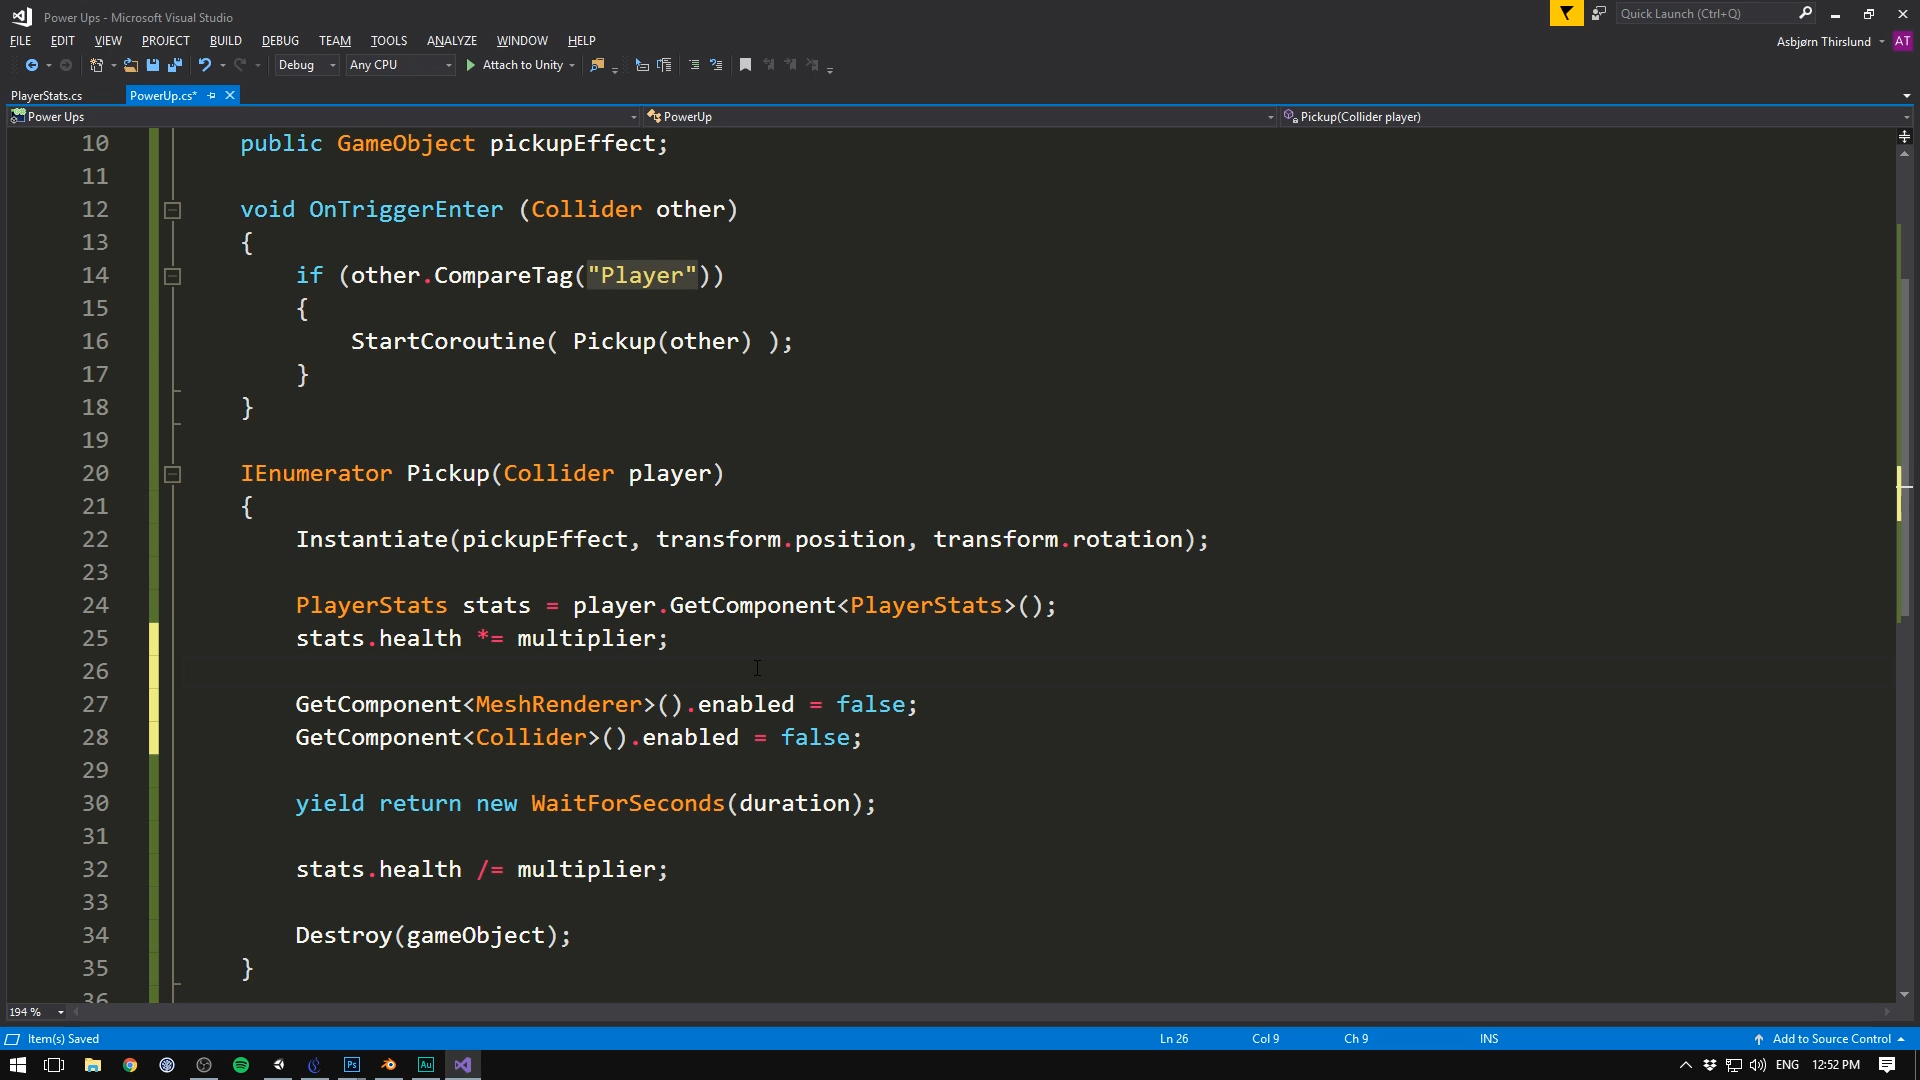 Power Ups - Microsoft Visual Studio
Quick Launch (Ctrl+Q)
FILE EDIT VIEW PROJECT BUILD DEBUG TEAM TOOLS ANALYZE WINDOW HELP
Asbjørn Thirslund AT
Debug Any CPU Attach to Unity
PlayerStats.cs PowerUp.cs*
Power Ups PowerUp Pickup(Collider player)
10 public GameObject pickupEffect;
11
12 void OnTriggerEnter (Collider other)
13 {
14 if (other.CompareTag("Player"))
15 {
16 StartCoroutine( Pickup(other) );
17 }
18 }
19
20 IEnumerator Pickup(Collider player)
21 {
22 Instantiate(pickupEffect, transform.position, transform.rotation);
23
24 PlayerStats stats = player.GetComponent<PlayerStats>();
25 stats.health *= multiplier;
26
27 GetComponent<MeshRenderer>().enabled = false;
28 GetComponent<Collider>().enabled = false;
29
30 yield return new WaitForSeconds(duration);
31
32 stats.health /= multiplier;
33
34 Destroy(gameObject);
35 }
36
194 %
Item(s) Saved Ln 26 Col 9 Ch 9 INS Add to Source Control
Ps Au ENG 12:52 PM